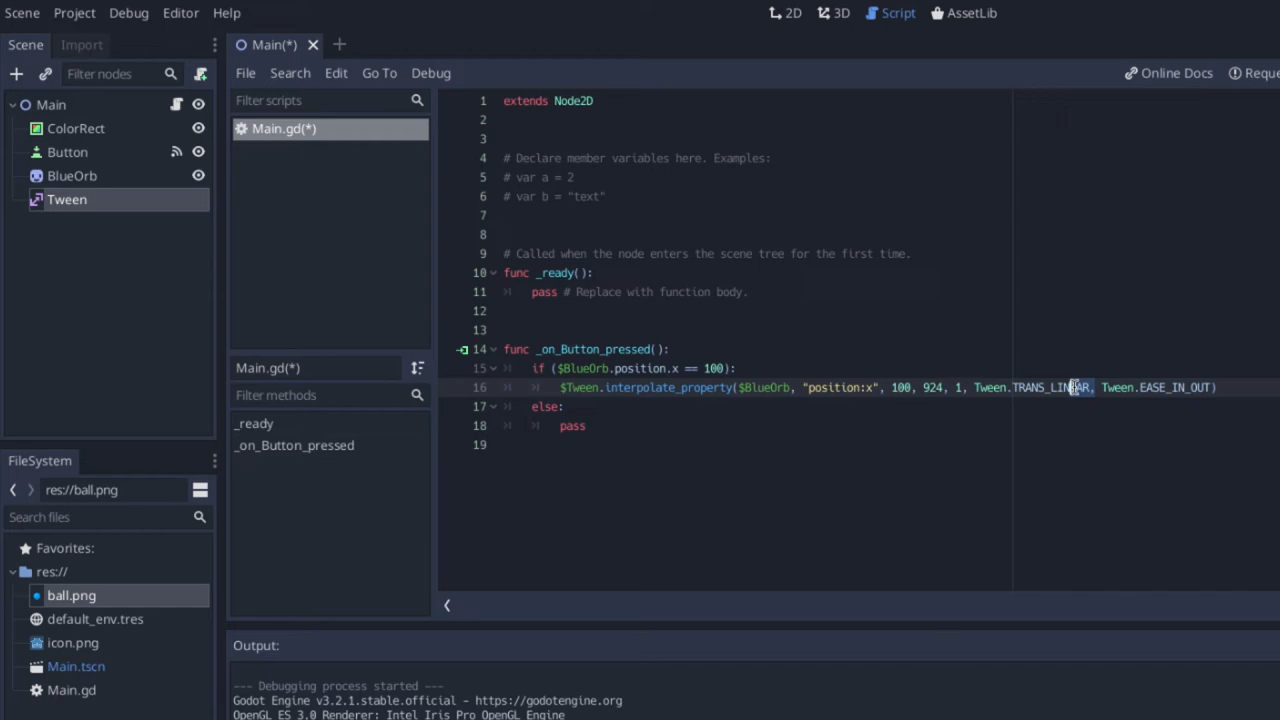 Scene Project Debug Editor Help
2D 3D Script AssetLib
Scene Import
Main(*)
Filter nodes
File Search Edit Go To Debug
Online Docs Reque
Main
ColorRect
Button
BlueOrb
Tween
Filter scripts
Main.gd(*)
Main.gd(*)
Filter methods
_ready
_on_Button_pressed
1 extends Node2D
2
3
4 # Declare member variables here. Examples:
5 # var a = 2
6 # var b = "text"
7
8
9 # Called when the node enters the scene tree for the first time.
10 func _ready():
11 pass # Replace with function body.
12
13
14 func _on_Button_pressed():
15 if ($BlueOrb.position.x == 100):
16 $Tween.interpolate_property($BlueOrb, "position:x", 100, 924, 1, Tween.TRANS_LINEAR, Tween.EASE_IN_OUT)
17 else:
18 pass
19
FileSystem
res://ball.png
Search files
Favorites:
res://
ball.png
default_env.tres
icon.png
Main.tscn
Main.gd
Output:
--- Debugging process started ---
Godot Engine v3.2.1.stable.official - https://godotengine.org
OpenGL ES 3.0 Renderer: Intel Iris Pro OpenGL Engine